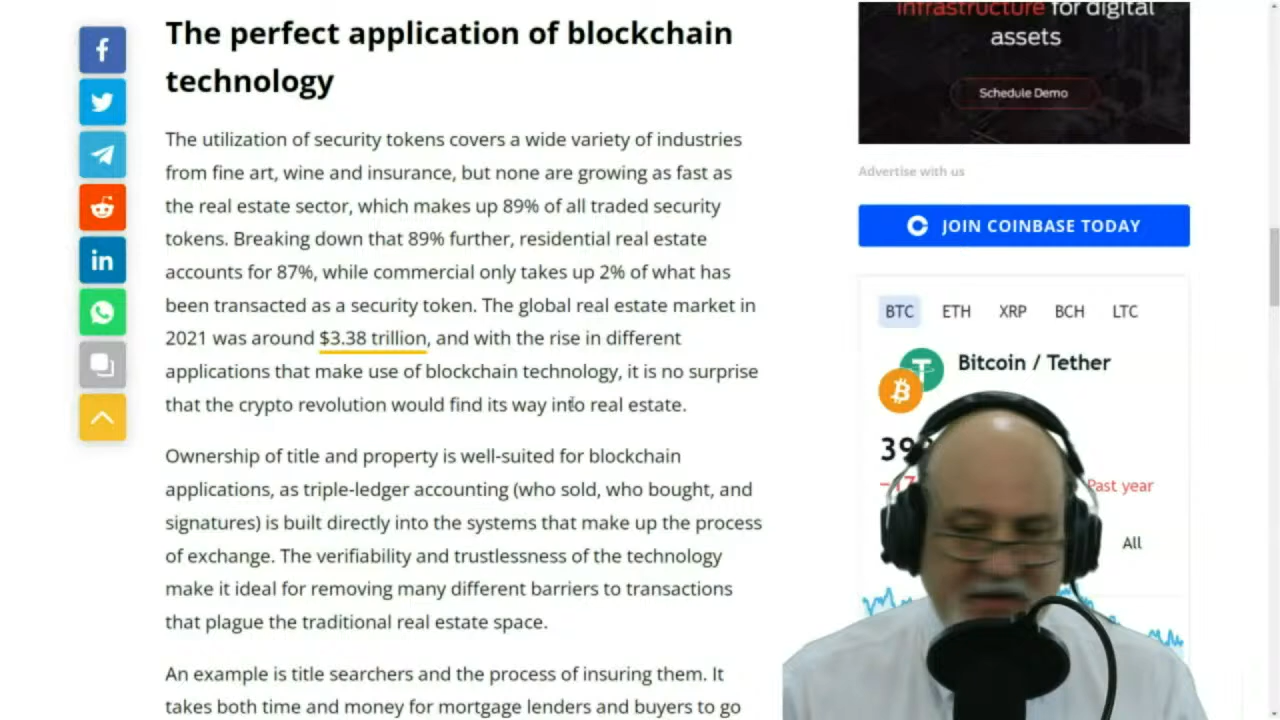 The perfect application of blockchain
technology
The utilization of security tokens covers a wide variety of industries
from fine art, wine and insurance, but none are growing as fast as
the real estate sector, which makes up 89% of all traded security
tokens. Breaking down that 89% further, residential real estate
accounts for 87%, while commercial only takes up 2% of what has
been transacted as a security token. The global real estate market in
2021 was around $3.38 trillion, and with the rise in different
applications that make use of blockchain technology, it is no surprise
that the crypto revolution would find its way into real estate.
Ownership of title and property is well-suited for blockchain
applications, as triple-ledger accounting (who sold, who bought, and
signatures) is built directly into the systems that make up the process
of exchange. The verifiability and trustlessness of the technology
make it ideal for removing many different barriers to transactions
that plague the traditional real estate space.
An example is title searchers and the process of insuring them. It
takes both time and money for mortgage lenders and buyers to go
infrastructure for digital
assets
Schedule Demo
Advertise with us
JOIN COINBASE TODAY
BTC ETH XRP BCH LTC
Bitcoin / Tether
Past year
All